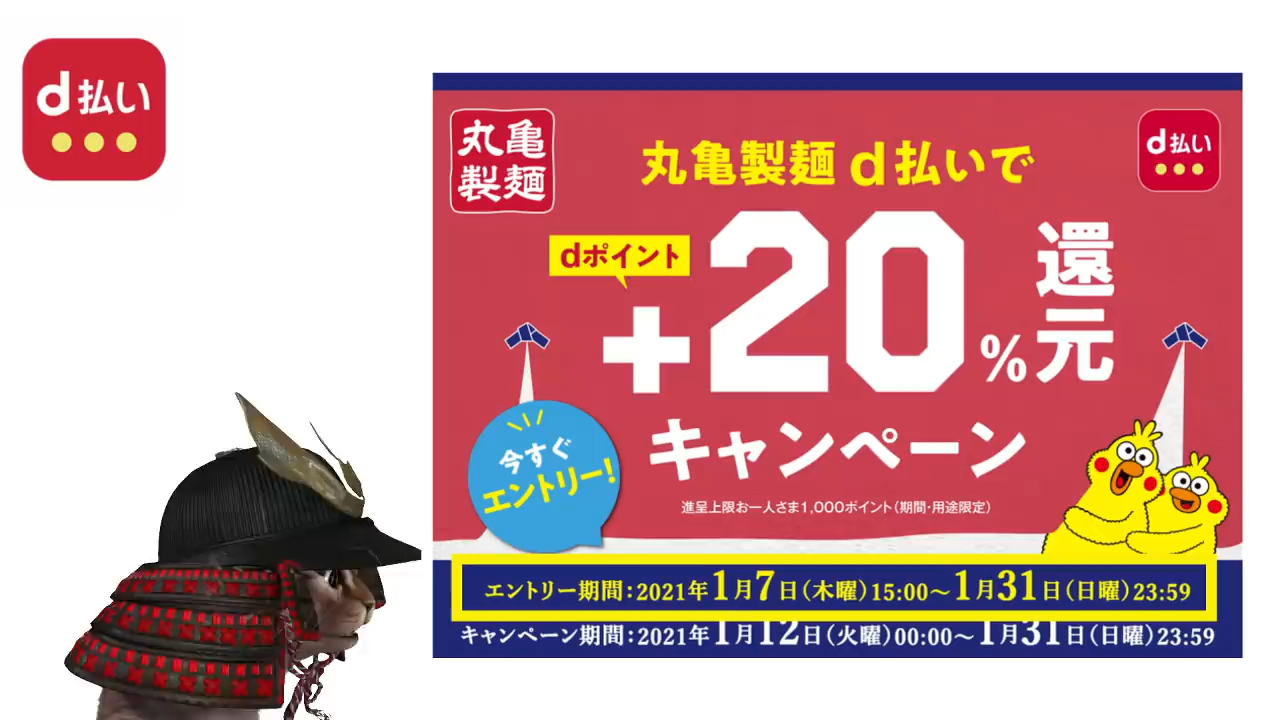 d払い
丸亀
製麺
丸亀製麺 d払いで
d払い
dポイント
+20%還元
キャンペーン
今すぐ
エントリー!
進呈上限お一人さま1,000ポイント(期間・用途限定)
エントリー期間:2021年1月7日(木曜)15:00〜1月31日(日曜)23:59
キャンペーン期間:2021年1月12日(火曜)00:00〜1月31日(日曜)23:59